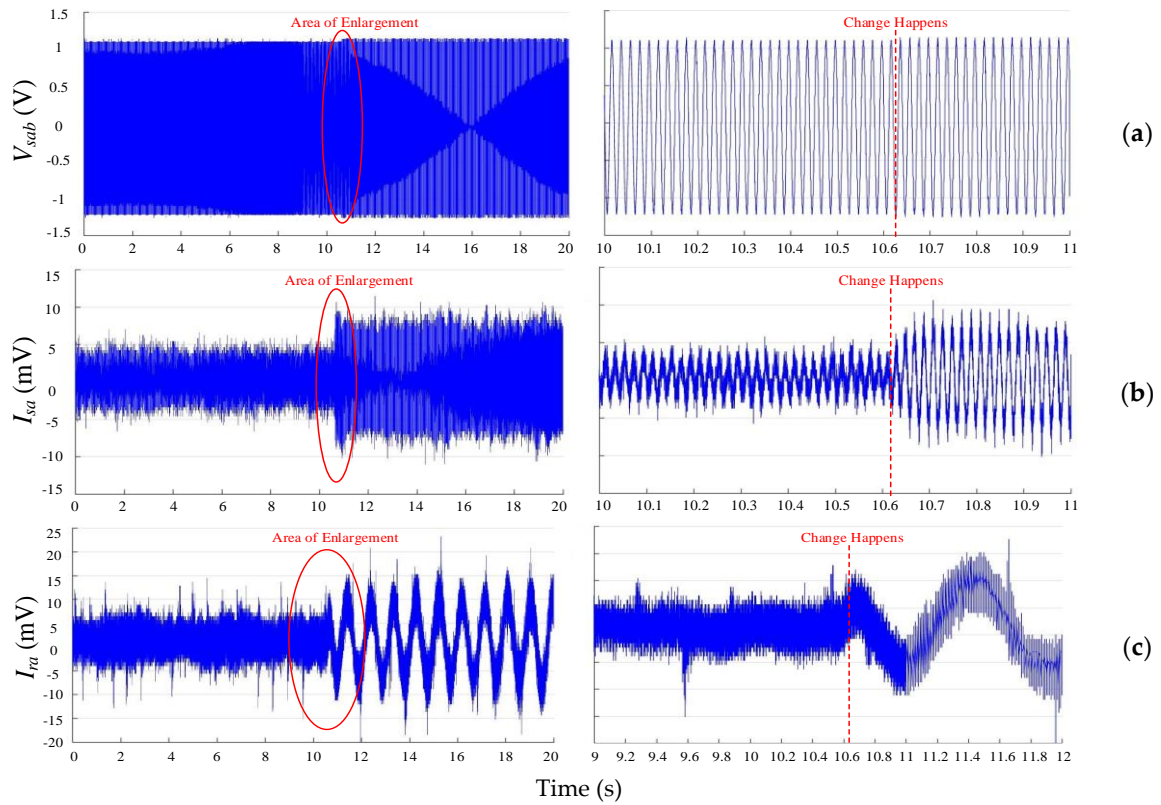 1.5
Area of Enlargement
1
0.5
0
-0.5
-1
-1.5
V_sab (V)
0 2 4 6 8 10 12 14 16 18 20
Change Happens
10 10.1 10.2 10.3 10.4 10.5 10.6 10.7 10.8 10.9 11
(a)
15
Area of Enlargement
10
5
0
-5
-10
-15
I_sa (mV)
0 2 4 6 8 10 12 14 16 18 20
Change Happens
10 10.1 10.2 10.3 10.4 10.5 10.6 10.7 10.8 10.9 11
(b)
25
Area of Enlargement
20
15
10
5
0
-5
-10
-15
-20
I_ra (mV)
0 2 4 6 8 10 12 14 16 18 20
Change Happens
9 9.6 9.4 9.6 9.8 10 10.2 10.4 10.6 10.8 11 11.2 11.4 11.6 11.8 12
(c)
Time (s)